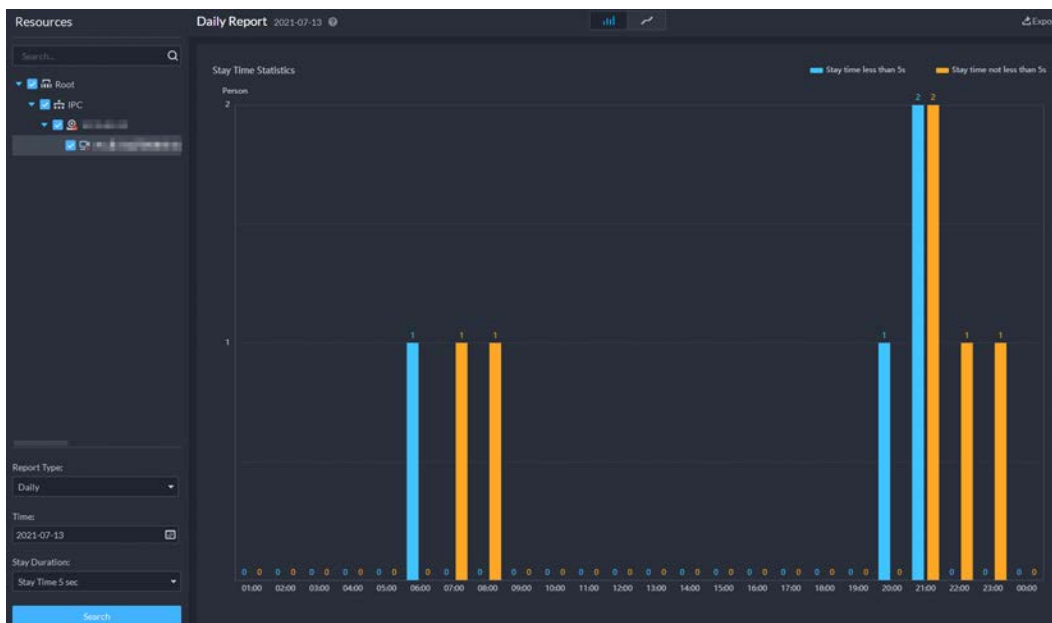 Resources
Daily Report 2021-07-13
Expo
Search...
Root
IPC
Stay Time Statistics
Stay time less than 5s
Stay time not less than 5s
Person
2
2 2
1
1 1 1 1 1 1
0 0 0 0 0 0 0 0 0 0 0 0 0 0 0 0 0 0 0 0 0 0 0 0 0 0 0 0 0 0 0 0 0 0 0 0 0 0 0 0
01:00 02:00 03:00 04:00 05:00 06:00 07:00 08:00 09:00 10:00 11:00 12:00 13:00 14:00 15:00 16:00 17:00 18:00 19:00 20:00 21:00 22:00 23:00 00:00
Report Type:
Daily
Time:
2021-07-13
Stay Duration:
Stay Time 5 sec
Search